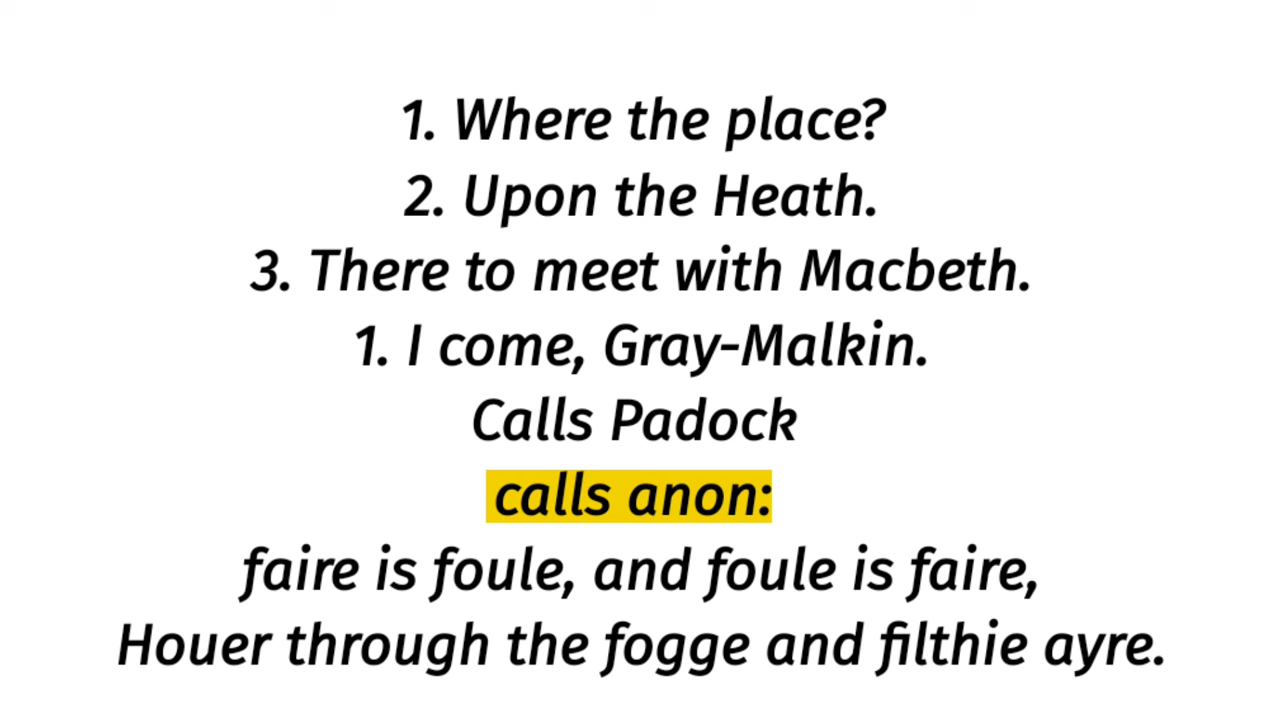 1. Where the place?
2. Upon the Heath.
3. There to meet with Macbeth.
1. I come, Gray-Malkin.
Calls Padock
calls anon:
faire is foule, and foule is faire,
Houer through the fogge and filthie ayre.